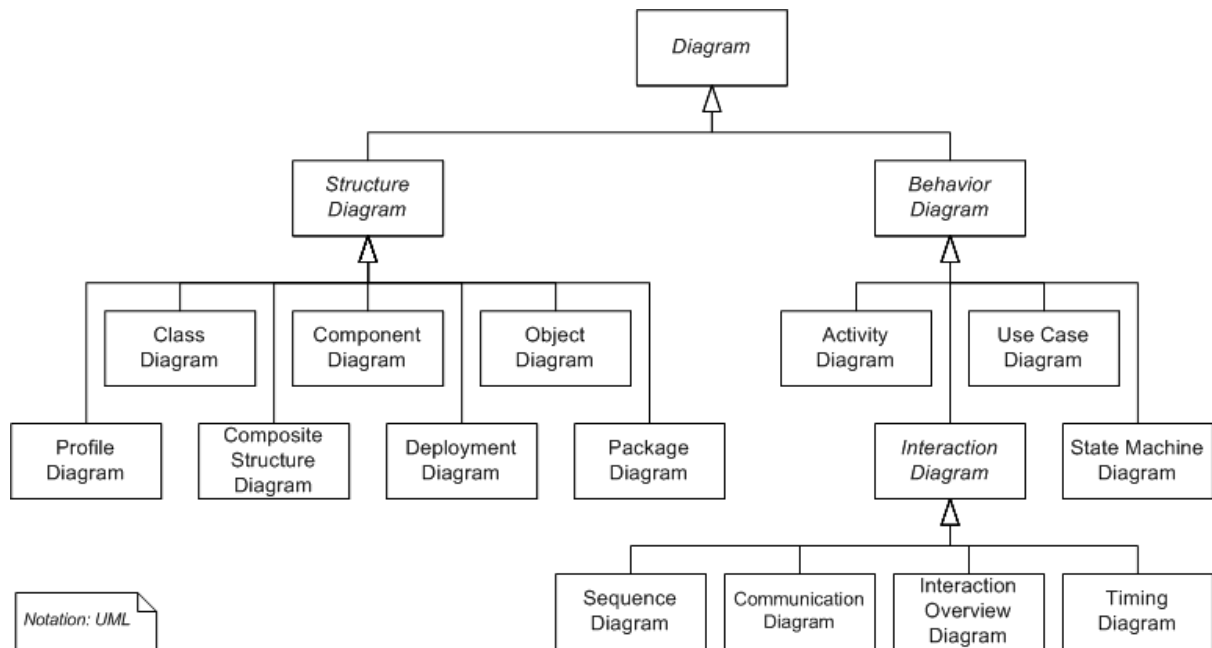 Diagram
Structure
Diagram
Behavior
Diagram
Class
Diagram
Component
Diagram
Object
Diagram
Activity
Diagram
Use Case
Diagram
Profile
Diagram
Composite
Structure
Diagram
Deployment
Diagram
Package
Diagram
Interaction
Diagram
State Machine
Diagram
Sequence
Diagram
Communication
Diagram
Interaction
Overview
Diagram
Timing
Diagram
Notation: UML